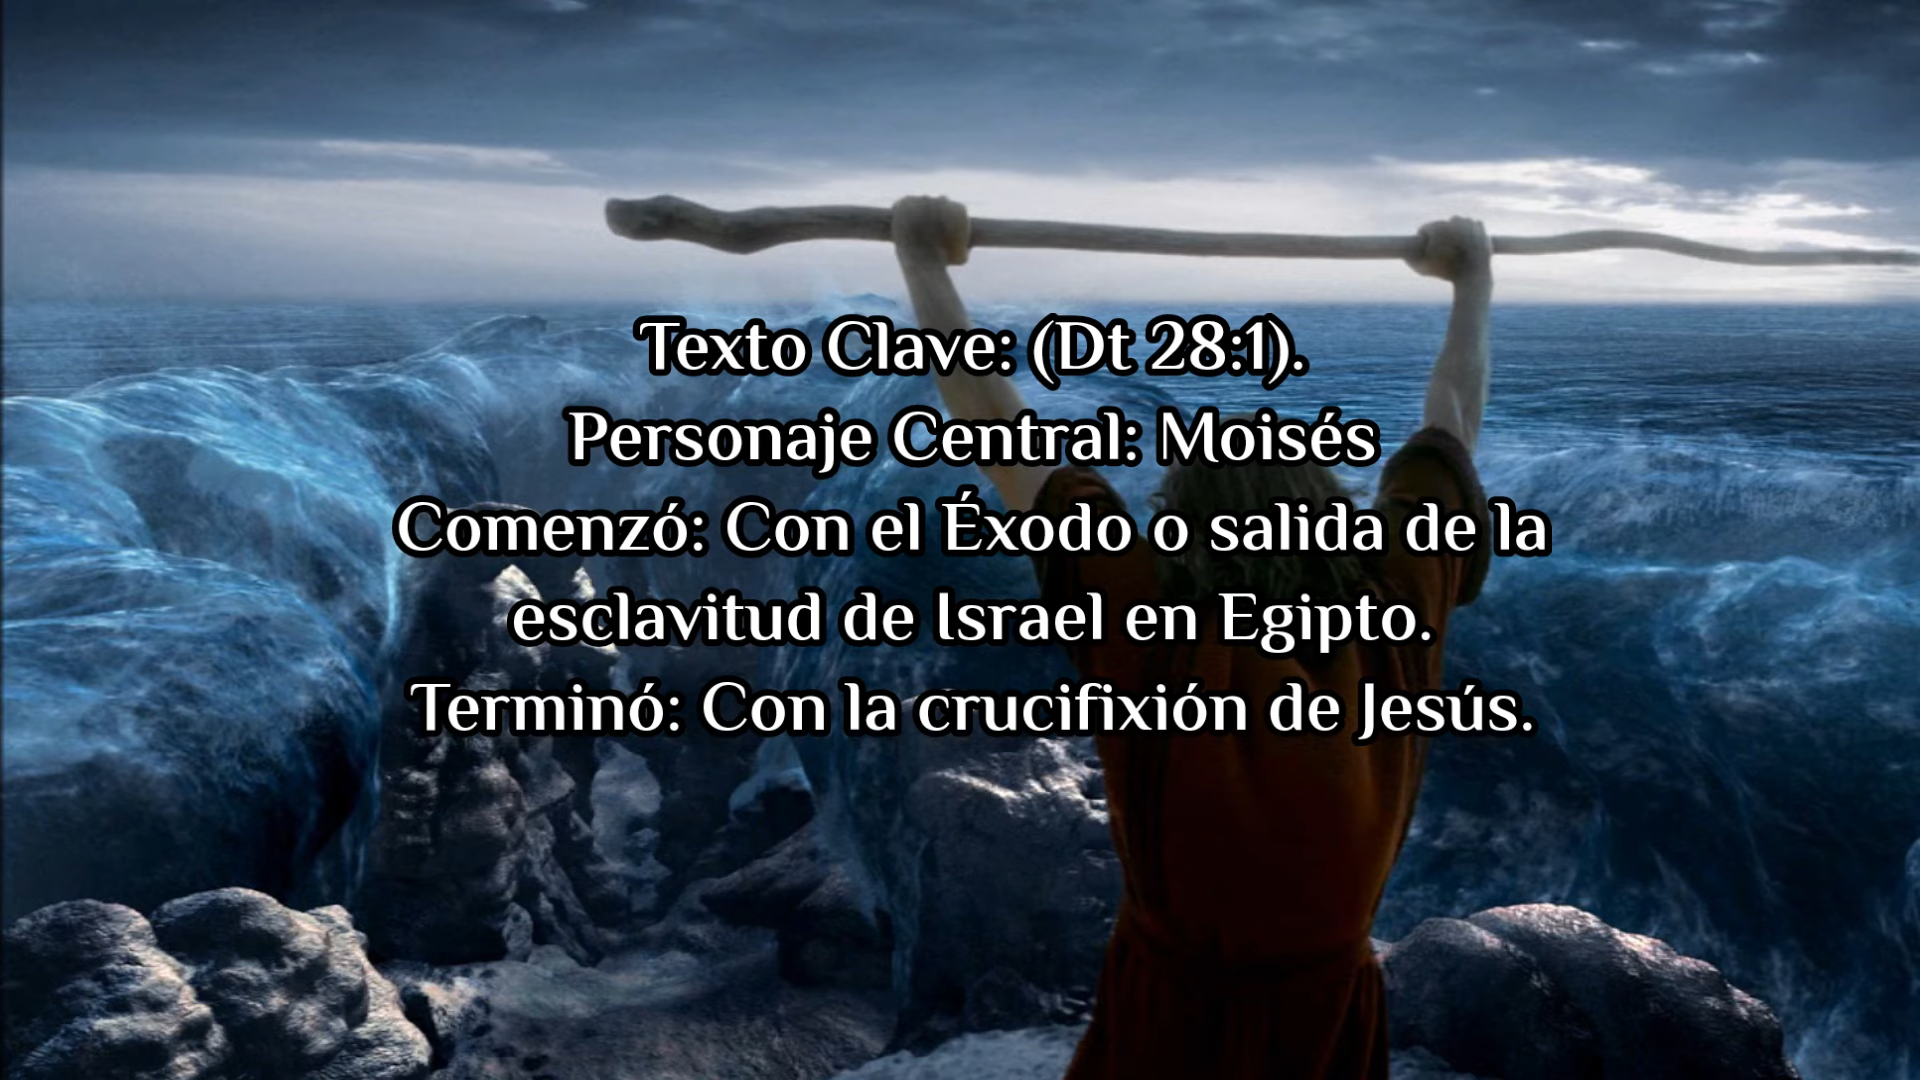 Texto Clave: (Dt 28:1).
Personaje Central: Moisés
Comenzó: Con el Éxodo o salida de la
esclavitud de Israel en Egipto.
Terminó: Con la crucifixión de Jesús.